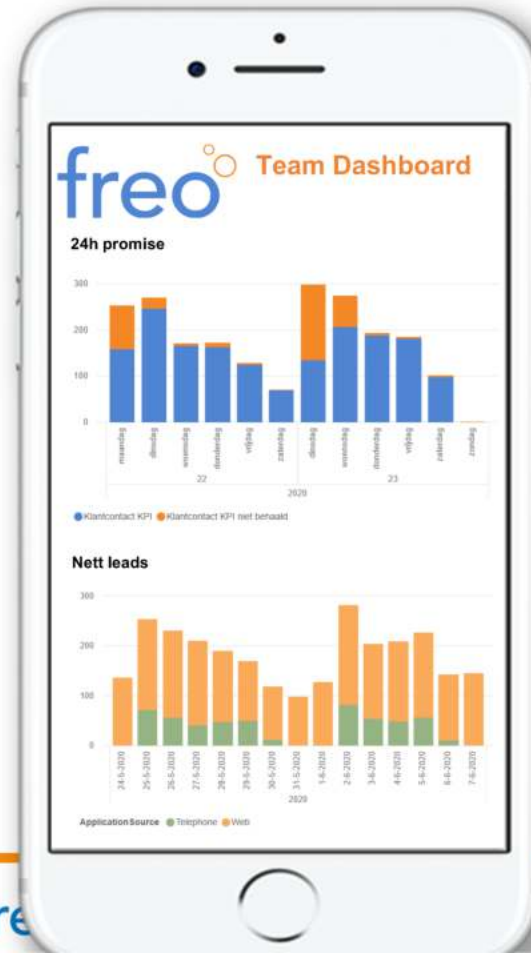 freo Team Dashboard
24h promise
300
200
100
0
maandag
dinsdag
woensdag
donderdag
vrijdag
zaterdag
dinsdag
woensdag
donderdag
vrijdag
zaterdag
zondag
22
23
2020
Klantcontact KPI Klantcontact KPI niet behaald
Nett leads
300
200
100
0
24-5-2020
25-5-2020
26-5-2020
27-5-2020
28-5-2020
29-5-2020
30-5-2020
31-5-2020
1-6-2020
2-6-2020
3-6-2020
4-6-2020
5-6-2020
6-6-2020
7-6-2020
2020
Application Source Telephone Web